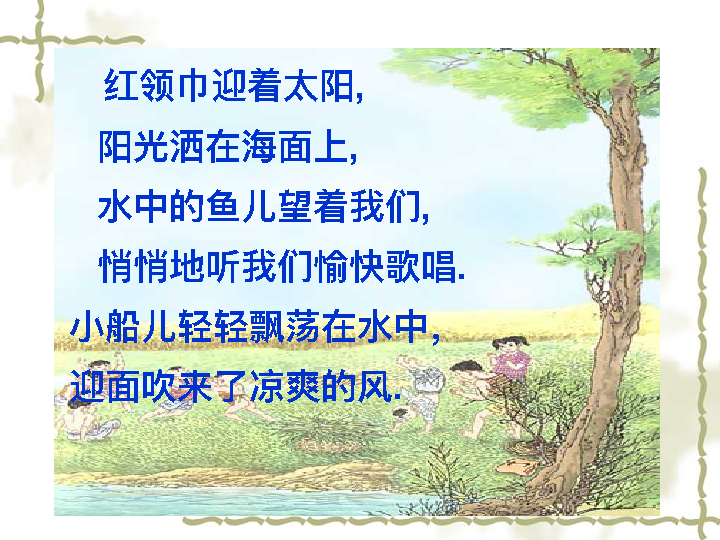 红领巾迎着太阳,
阳光洒在海面上,
水中的鱼儿望着我们,
悄悄地听我们愉快歌唱.
小船儿轻轻飘荡在水中,
迎面吹来了凉爽的风.